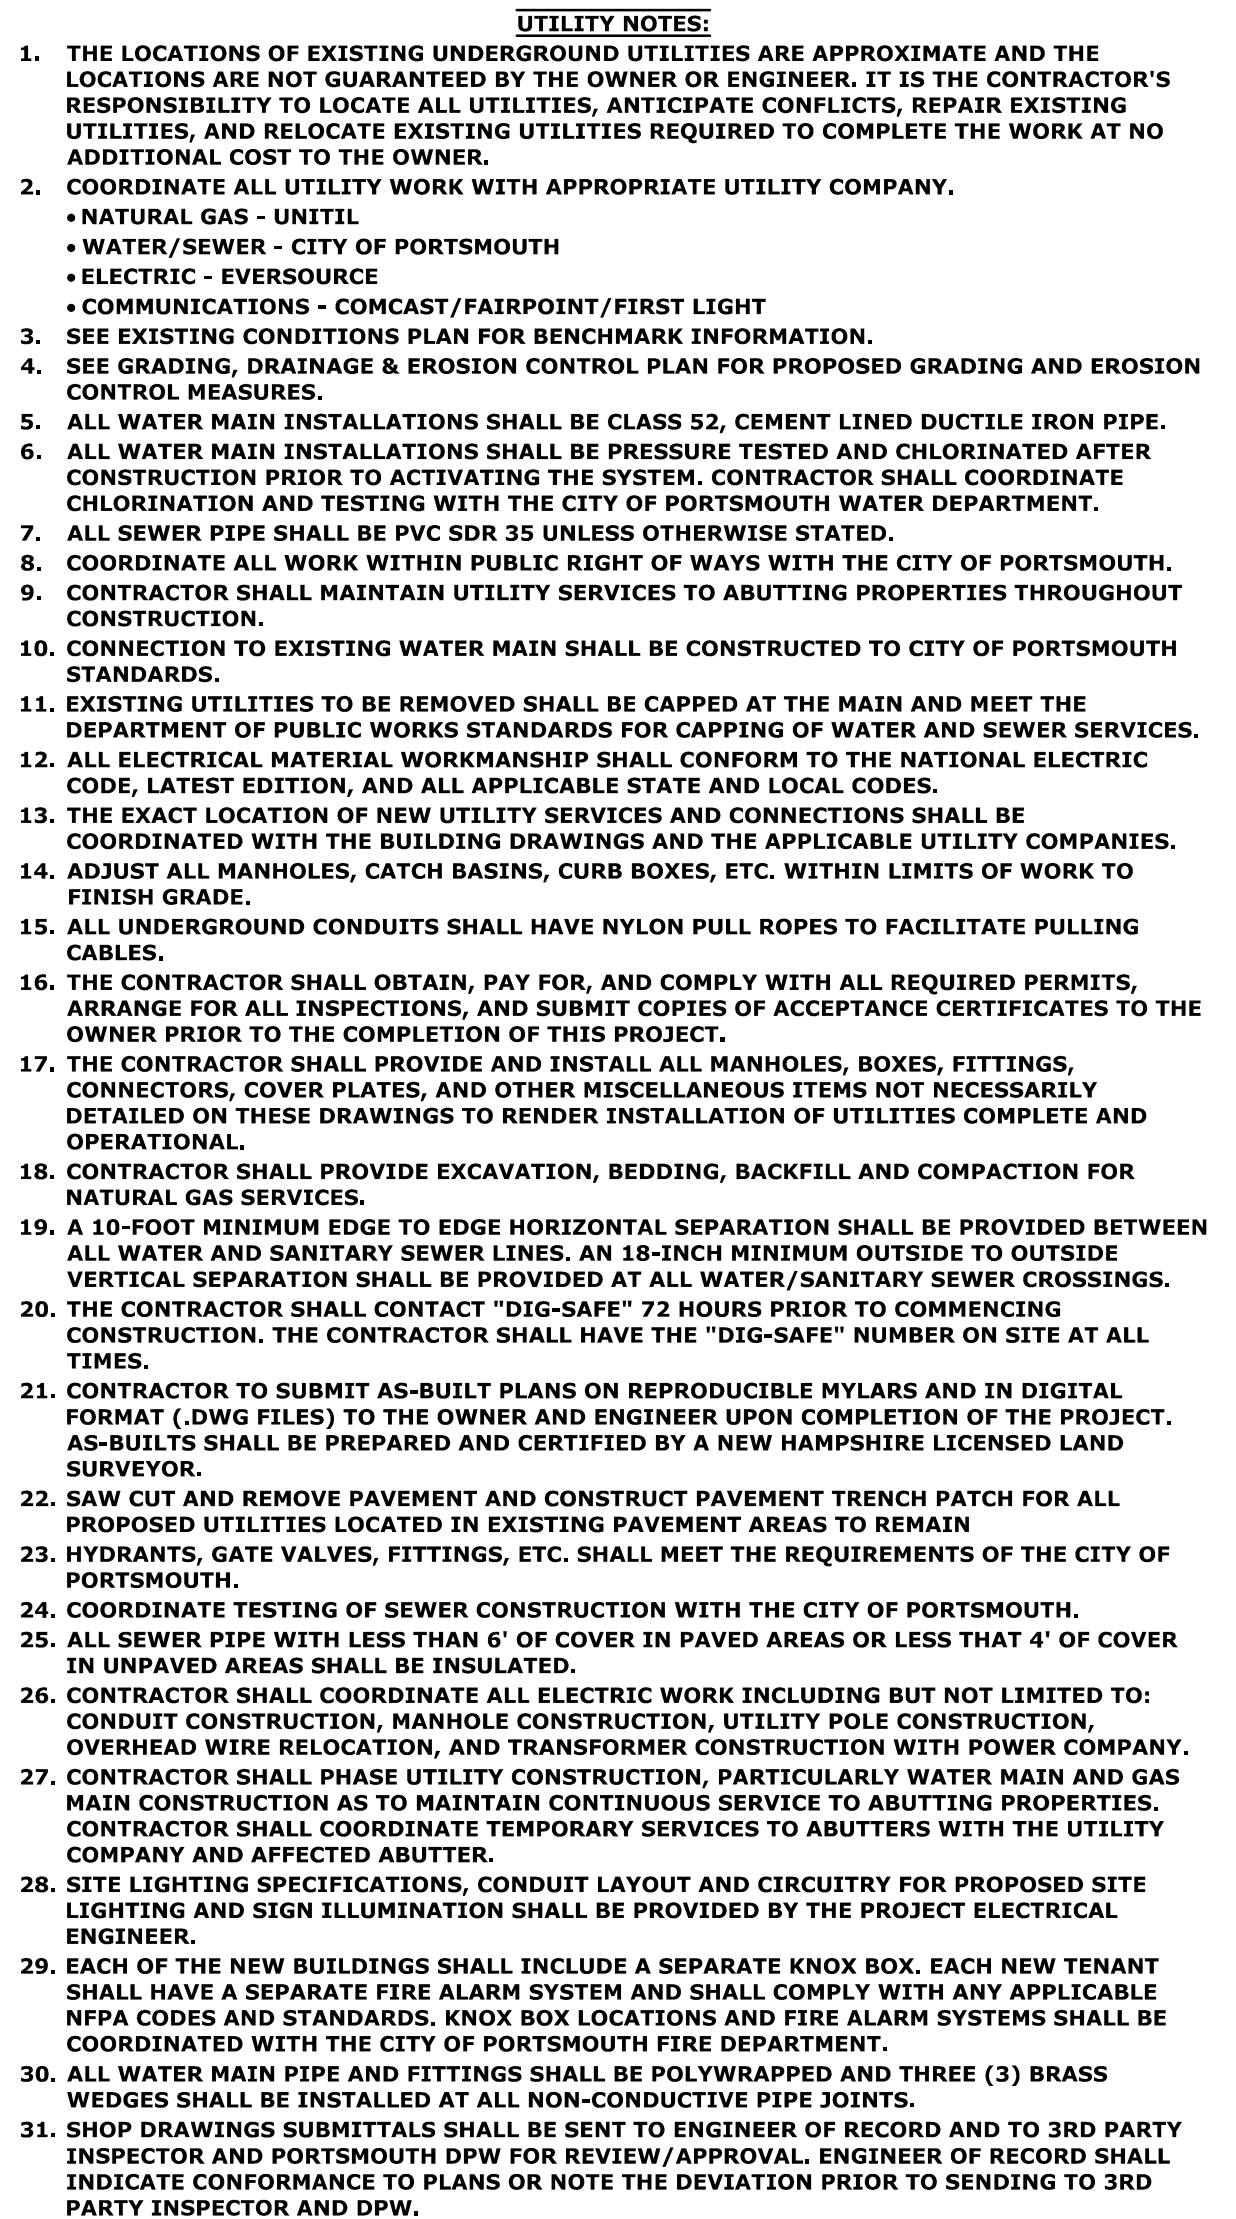 UTILITY NOTES:
1. THE LOCATIONS OF EXISTING UNDERGROUND UTILITIES ARE APPROXIMATE AND THE
LOCATIONS ARE NOT GUARANTEED BY THE OWNER OR ENGINEER. IT IS THE CONTRACTOR'S
RESPONSIBILITY TO LOCATE ALL UTILITIES, ANTICIPATE CONFLICTS, REPAIR EXISTING
UTILITIES, AND RELOCATE EXISTING UTILITIES REQUIRED TO COMPLETE THE WORK AT NO
ADDITIONAL COST TO THE OWNER.
2. COORDINATE ALL UTILITY WORK WITH APPROPRIATE UTILITY COMPANY.
• NATURAL GAS - UNITIL
• WATER/SEWER - CITY OF PORTSMOUTH
• ELECTRIC - EVERSOURCE
• COMMUNICATIONS - COMCAST/FAIRPOINT/FIRST LIGHT
3. SEE EXISTING CONDITIONS PLAN FOR BENCHMARK INFORMATION.
4. SEE GRADING, DRAINAGE & EROSION CONTROL PLAN FOR PROPOSED GRADING AND EROSION
CONTROL MEASURES.
5. ALL WATER MAIN INSTALLATIONS SHALL BE CLASS 52, CEMENT LINED DUCTILE IRON PIPE.
6. ALL WATER MAIN INSTALLATIONS SHALL BE PRESSURE TESTED AND CHLORINATED AFTER
CONSTRUCTION PRIOR TO ACTIVATING THE SYSTEM. CONTRACTOR SHALL COORDINATE
CHLORINATION AND TESTING WITH THE CITY OF PORTSMOUTH WATER DEPARTMENT.
7. ALL SEWER PIPE SHALL BE PVC SDR 35 UNLESS OTHERWISE STATED.
8. COORDINATE ALL WORK WITHIN PUBLIC RIGHT OF WAYS WITH THE CITY OF PORTSMOUTH.
9. CONTRACTOR SHALL MAINTAIN UTILITY SERVICES TO ABUTTING PROPERTIES THROUGHOUT
CONSTRUCTION.
10. CONNECTION TO EXISTING WATER MAIN SHALL BE CONSTRUCTED TO CITY OF PORTSMOUTH
STANDARDS.
11. EXISTING UTILITIES TO BE REMOVED SHALL BE CAPPED AT THE MAIN AND MEET THE
DEPARTMENT OF PUBLIC WORKS STANDARDS FOR CAPPING OF WATER AND SEWER SERVICES.
12. ALL ELECTRICAL MATERIAL WORKMANSHIP SHALL CONFORM TO THE NATIONAL ELECTRIC
CODE, LATEST EDITION, AND ALL APPLICABLE STATE AND LOCAL CODES.
13. THE EXACT LOCATION OF NEW UTILITY SERVICES AND CONNECTIONS SHALL BE
COORDINATED WITH THE BUILDING DRAWINGS AND THE APPLICABLE UTILITY COMPANIES.
14. ADJUST ALL MANHOLES, CATCH BASINS, CURB BOXES, ETC. WITHIN LIMITS OF WORK TO
FINISH GRADE.
15. ALL UNDERGROUND CONDUITS SHALL HAVE NYLON PULL ROPES TO FACILITATE PULLING
CABLES.
16. THE CONTRACTOR SHALL OBTAIN, PAY FOR, AND COMPLY WITH ALL REQUIRED PERMITS,
ARRANGE FOR ALL INSPECTIONS, AND SUBMIT COPIES OF ACCEPTANCE CERTIFICATES TO THE
OWNER PRIOR TO THE COMPLETION OF THIS PROJECT.
17. THE CONTRACTOR SHALL PROVIDE AND INSTALL ALL MANHOLES, BOXES, FITTINGS,
CONNECTORS, COVER PLATES, AND OTHER MISCELLANEOUS ITEMS NOT NECESSARILY
DETAILED ON THESE DRAWINGS TO RENDER INSTALLATION OF UTILITIES COMPLETE AND
OPERATIONAL.
18. CONTRACTOR SHALL PROVIDE EXCAVATION, BEDDING, BACKFILL AND COMPACTION FOR
NATURAL GAS SERVICES.
19. A 10-FOOT MINIMUM EDGE TO EDGE HORIZONTAL SEPARATION SHALL BE PROVIDED BETWEEN
ALL WATER AND SANITARY SEWER LINES. AN 18-INCH MINIMUM OUTSIDE TO OUTSIDE
VERTICAL SEPARATION SHALL BE PROVIDED AT ALL WATER/SANITARY SEWER CROSSINGS.
20. THE CONTRACTOR SHALL CONTACT "DIG-SAFE" 72 HOURS PRIOR TO COMMENCING
CONSTRUCTION. THE CONTRACTOR SHALL HAVE THE "DIG-SAFE" NUMBER ON SITE AT ALL
TIMES.
21. CONTRACTOR TO SUBMIT AS-BUILT PLANS ON REPRODUCIBLE MYLARS AND IN DIGITAL
FORMAT (.DWG FILES) TO THE OWNER AND ENGINEER UPON COMPLETION OF THE PROJECT.
AS-BUILTS SHALL BE PREPARED AND CERTIFIED BY A NEW HAMPSHIRE LICENSED LAND
SURVEYOR.
22. SAW CUT AND REMOVE PAVEMENT AND CONSTRUCT PAVEMENT TRENCH PATCH FOR ALL
PROPOSED UTILITIES LOCATED IN EXISTING PAVEMENT AREAS TO REMAIN
23. HYDRANTS, GATE VALVES, FITTINGS, ETC. SHALL MEET THE REQUIREMENTS OF THE CITY OF
PORTSMOUTH.
24. COORDINATE TESTING OF SEWER CONSTRUCTION WITH THE CITY OF PORTSMOUTH.
25. ALL SEWER PIPE WITH LESS THAN 6' OF COVER IN PAVED AREAS OR LESS THAT 4' OF COVER
IN UNPAVED AREAS SHALL BE INSULATED.
26. CONTRACTOR SHALL COORDINATE ALL ELECTRIC WORK INCLUDING BUT NOT LIMITED TO:
CONDUIT CONSTRUCTION, MANHOLE CONSTRUCTION, UTILITY POLE CONSTRUCTION,
OVERHEAD WIRE RELOCATION, AND TRANSFORMER CONSTRUCTION WITH POWER COMPANY.
27. CONTRACTOR SHALL PHASE UTILITY CONSTRUCTION, PARTICULARLY WATER MAIN AND GAS
MAIN CONSTRUCTION AS TO MAINTAIN CONTINUOUS SERVICE TO ABUTTING PROPERTIES.
CONTRACTOR SHALL COORDINATE TEMPORARY SERVICES TO ABUTTERS WITH THE UTILITY
COMPANY AND AFFECTED ABUTTER.
28. SITE LIGHTING SPECIFICATIONS, CONDUIT LAYOUT AND CIRCUITRY FOR PROPOSED SITE
LIGHTING AND SIGN ILLUMINATION SHALL BE PROVIDED BY THE PROJECT ELECTRICAL
ENGINEER.
29. EACH OF THE NEW BUILDINGS SHALL INCLUDE A SEPARATE KNOX BOX. EACH NEW TENANT
SHALL HAVE A SEPARATE FIRE ALARM SYSTEM AND SHALL COMPLY WITH ANY APPLICABLE
NFPA CODES AND STANDARDS. KNOX BOX LOCATIONS AND FIRE ALARM SYSTEMS SHALL BE
COORDINATED WITH THE CITY OF PORTSMOUTH FIRE DEPARTMENT.
30. ALL WATER MAIN PIPE AND FITTINGS SHALL BE POLYWRAPPED AND THREE (3) BRASS
WEDGES SHALL BE INSTALLED AT ALL NON-CONDUCTIVE PIPE JOINTS.
31. SHOP DRAWINGS SUBMITTALS SHALL BE SENT TO ENGINEER OF RECORD AND TO 3RD PARTY
INSPECTOR AND PORTSMOUTH DPW FOR REVIEW/APPROVAL. ENGINEER OF RECORD SHALL
INDICATE CONFORMANCE TO PLANS OR NOTE THE DEVIATION PRIOR TO SENDING TO 3RD
PARTY INSPECTOR AND DPW.